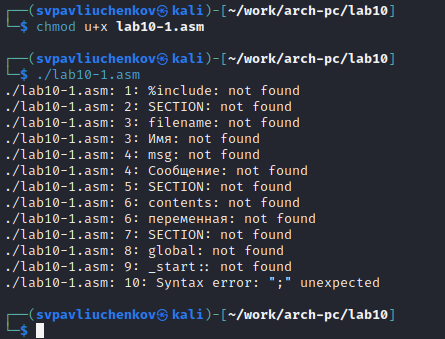 ┌──(svpavliuchenkov㉿kali)-[~/work/arch-pc/lab10]
└─$ chmod u+x lab10-1.asm
┌──(svpavliuchenkov㉿kali)-[~/work/arch-pc/lab10]
└─$ ./lab10-1.asm
./lab10-1.asm: 1: %include: not found
./lab10-1.asm: 2: SECTION: not found
./lab10-1.asm: 3: filename: not found
./lab10-1.asm: 3: Имя: not found
./lab10-1.asm: 4: msg: not found
./lab10-1.asm: 4: Сообщение: not found
./lab10-1.asm: 5: SECTION: not found
./lab10-1.asm: 6: contents: not found
./lab10-1.asm: 6: переменная: not found
./lab10-1.asm: 7: SECTION: not found
./lab10-1.asm: 8: global: not found
./lab10-1.asm: 9: _start:: not found
./lab10-1.asm: 10: Syntax error: ";" unexpected
┌──(svpavliuchenkov㉿kali)-[~/work/arch-pc/lab10]
└─$